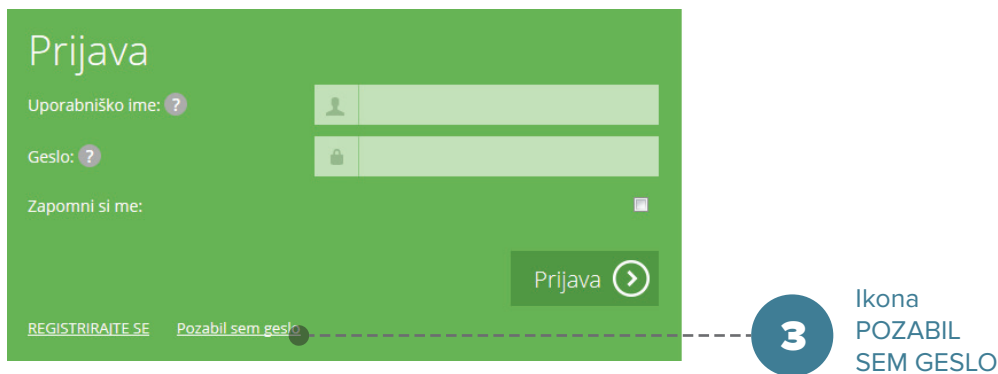 Prijava
Uporabniško ime: ?
Geslo: ?
Zapomni si me:
Prijava
REGISTRIRAJTE SE Pozabil sem geslo
3
Ikona
POZABIL
SEM GESLO